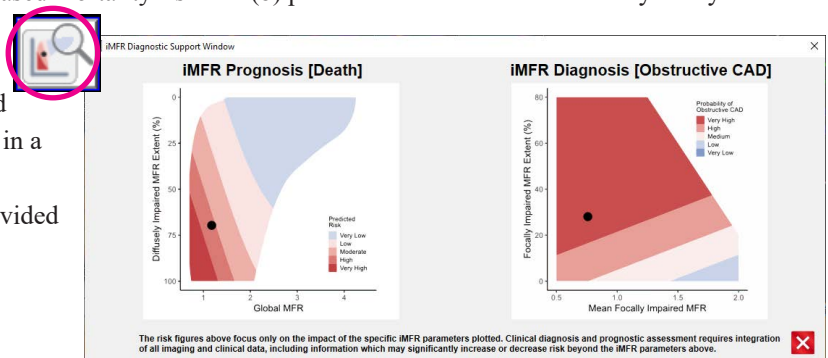 iMFR Diagnostic Support Window
in a
vided
iMFR Prognosis [Death]
Diffusely Impaired MFR Extent (%)
0
25
50
75
100
1
2
3
4
Global MFR
Predicted
Risk
Very Low
Low
Moderate
High
Very High
iMFR Diagnosis [Obstructive CAD]
Focally Impaired MFR Extent (%)
80
60
40
20
0
0.5
1.0
1.5
2.0
Mean Focally Impaired MFR
Probability of
Obstructive CAD
Very High
High
Medium
Low
Very Low
The risk figures above focus only on the impact of the specific iMFR parameters plotted. Clinical diagnosis and prognostic assessment requires integration
of all imaging and clinical data, including information which may significantly increase or decrease risk beyond the iMFR parameters above.